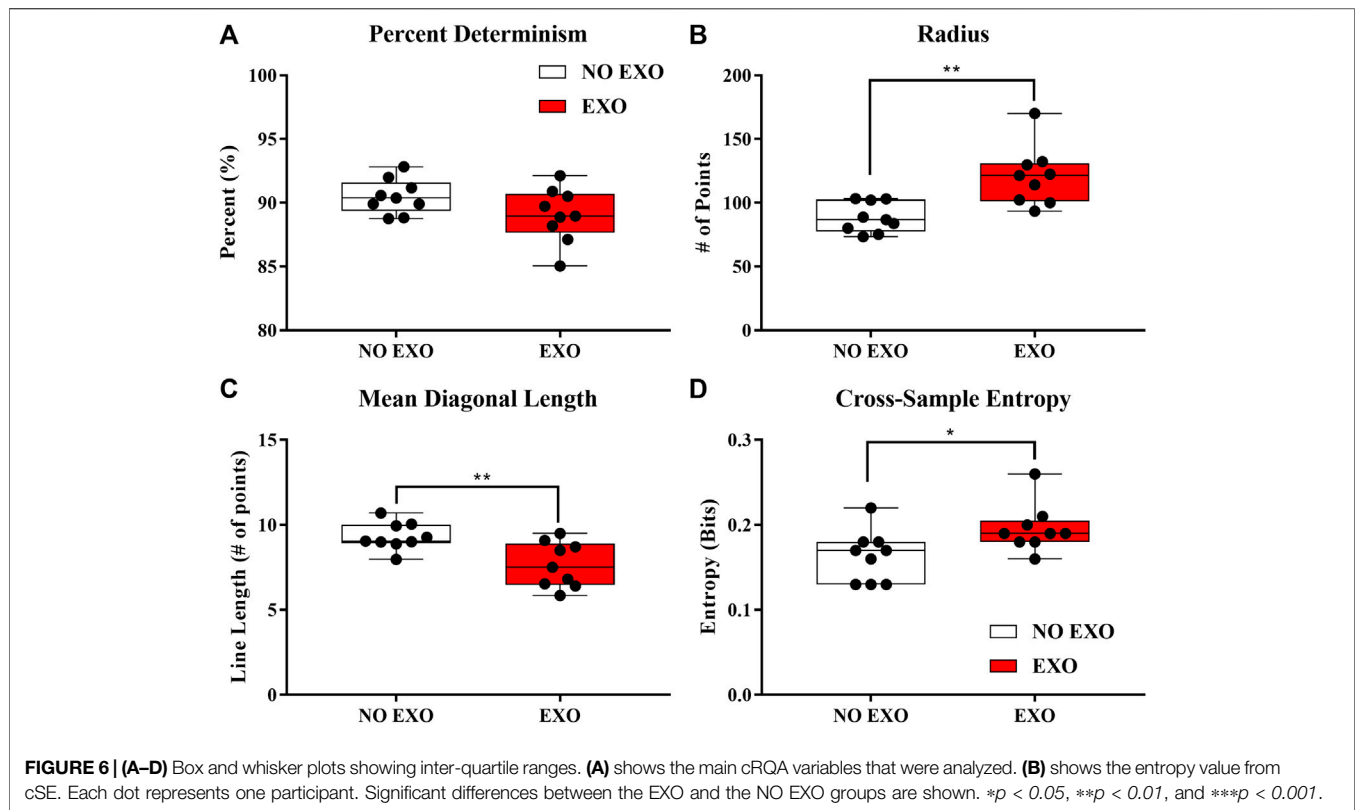 A
Percent Determinism
NO EXO
EXO
Percent (%)
100
95
90
85
80
NO EXO
EXO
B
Radius
**
# of Points
200
150
100
50
0
NO EXO
EXO
C
Mean Diagonal Length
**
Line Length (# of points)
15
10
5
0
NO EXO
EXO
D
Cross-Sample Entropy
*
Entropy (Bits)
0.3
0.2
0.1
0.0
NO EXO
EXO
NO EXO
EXO
FIGURE 6 | (A–D) Box and whisker plots showing inter-quartile ranges. (A) shows the main cRQA variables that were analyzed. (B) shows the entropy value from
cSE. Each dot represents one participant. Significant differences between the EXO and the NO EXO groups are shown. *p < 0.05, **p < 0.01, and ***p < 0.001.